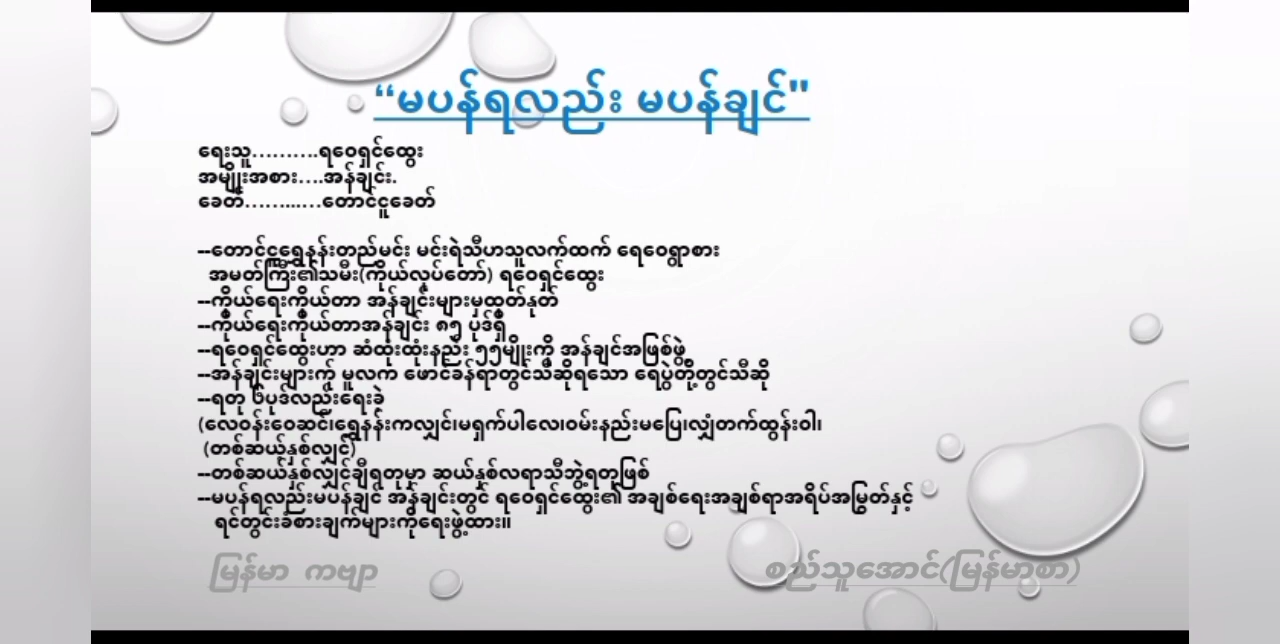 “မပန်ရလည်း မပန်ချင်"
ရေးသူ……….ရဝေရှင်ထွေး
အမျိုးအစား….အန်ချင်း.
ခေတ်……..…တောင်ငူခေတ်
--တောင်ငူရွှေနန်းတည်မင်း မင်းရဲသီဟသူလက်ထက် ရေဝေရွာစား
အမတ်ကြီး၏သမီး(ကိုယ်လုပ်တော်) ရဝေရှင်ထွေး
--ကိုယ်ရေးကိုယ်တာ အန်ချင်းများမှထုတ်နုတ်
--ကိုယ်ရေးကိုယ်တာအန်ချင်း ၈၅ ပုဒ်ရှိ
--ရဝေရှင်ထွေးဟာ ဆံထုံးထုံးနည်း ၅၅မျိုးကို အန်ချင်အဖြစ်ဖွဲ့
--အန်ချင်းများကို မူလက ဖောင်ခန်ရာတွင်သီဆိုရသော ရေပွဲတို့တွင်သီဆို
--ရတု ၆ပုဒ်လည်းရေးခဲ့
(လေဝန်းဝေဆင်၊ရွှေနန်းကလျှင်၊မရှက်ပါလေ၊ဝမ်းနည်းမပြေ၊လျှံတက်ထွန်းဝါ၊
(တစ်ဆယ့်နှစ်လျှင်)
--တစ်ဆယ့်နှစ်လျှင်ချီရတုမှာ ဆယ့်နှစ်လရာသီဘွဲ့ရတုဖြစ်
--မပန်ရလည်းမပန်ချင် အန်ချင်းတွင် ရဝေရှင်ထွေး၏ အချစ်ရေးအချစ်ရာအရိပ်အမြွတ်နှင့်
ရင်တွင်းခံစားချက်များကိုရေးဖွဲ့ထား။
မြန်မာ ကဗျာ
စည်သူအောင်(မြန်မာစာ)